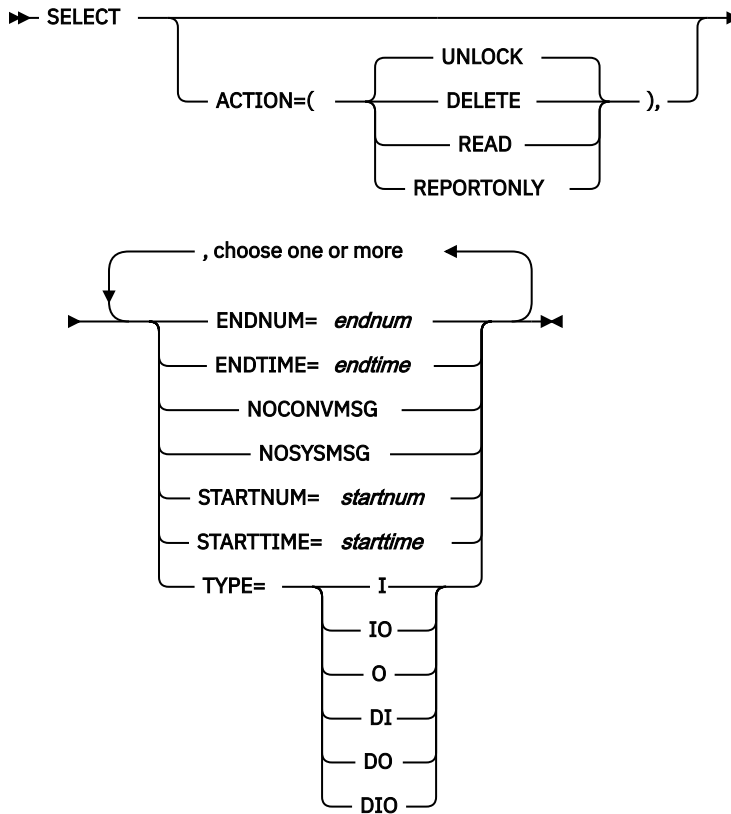 SELECT
UNLOCK
ACTION=( DELETE ),
READ
REPORTONLY
, choose one or more
ENDNUM= endnum
ENDTIME= endtime
NOCONVMSG
NOSYSMSG
STARTNUM= startnum
STARTTIME= starttime
TYPE= I
IO
O
DI
DO
DIO